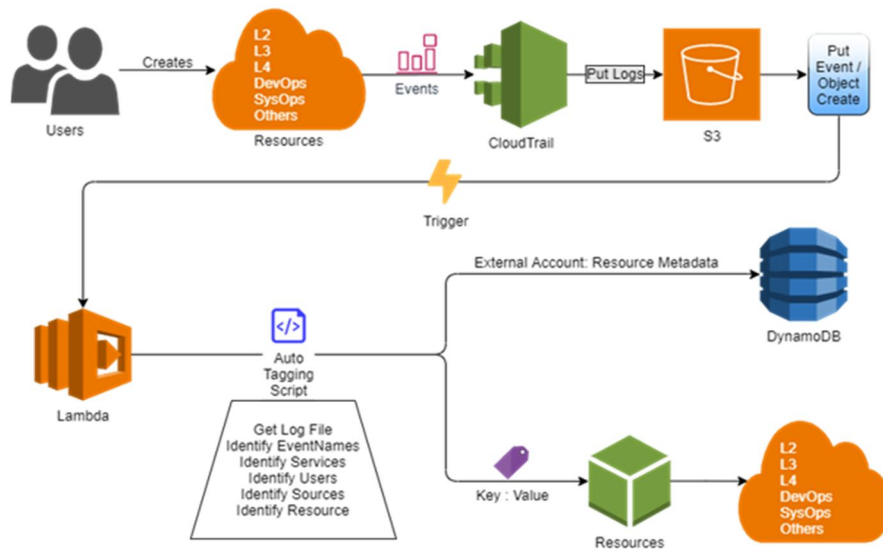 Users
Creates
L2
L3
L4
DevOps
SysOps
Others
Resources
Events
CloudTrail
Put Logs
S3
Put
Event /
Object
Create
Trigger
External Account: Resource Metadata
DynamoDB
Lambda
Auto
Tagging
Script
Get Log File
Identify EventNames
Identify Services
Identify Users
Identify Sources
Identify Resource
Key : Value
Resources
L2
L3
L4
DevOps
SysOps
Others